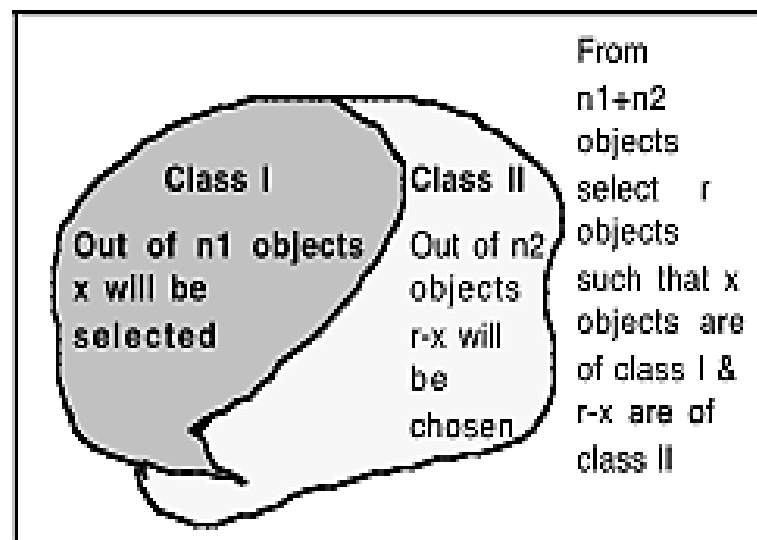 Class I
Out of n1 objects
x will be
selected
Class II
Out of n2
objects
r-x will
be
chosen
From
n1+n2
objects
select r
objects
such that x
objects are
of class I &
r-x are of
class II